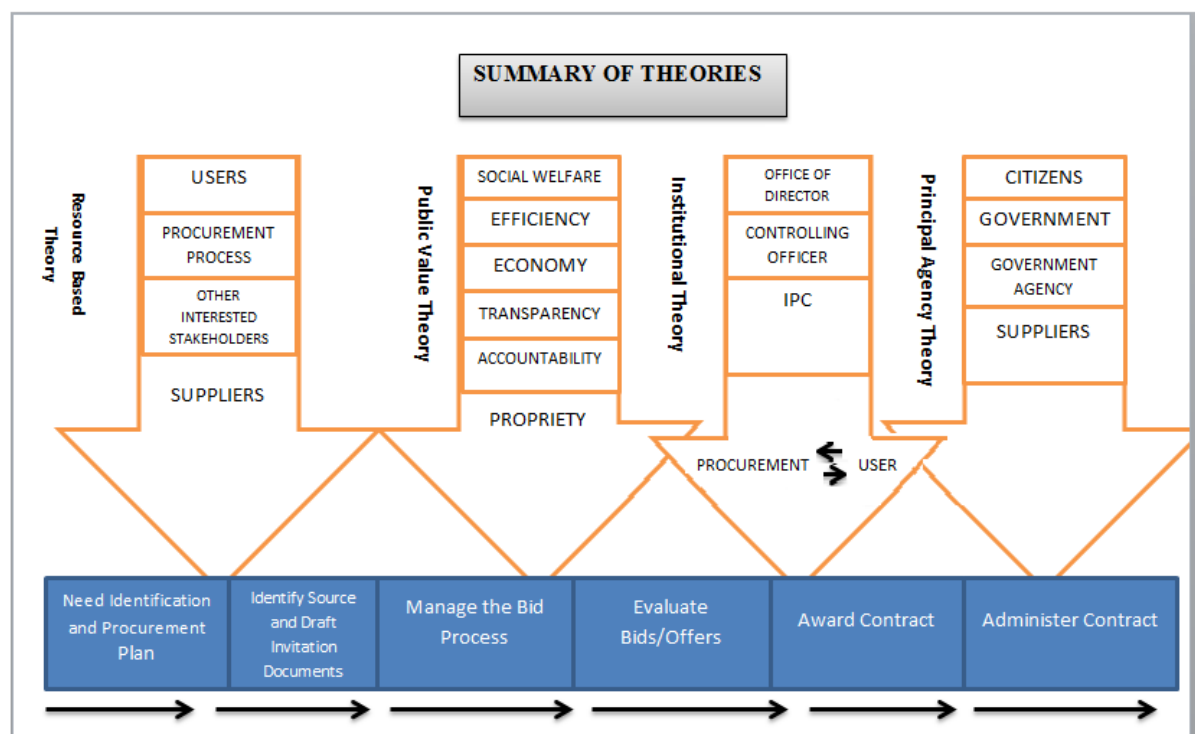 SUMMARY OF THEORIES
Resource Based
Theory
USERS
PROCUREMENT
PROCESS
OTHER
INTERESTED
STAKEHOLDERS
SUPPLIERS
Public Value Theory
SOCIAL WELFARE
EFFICIENCY
ECONOMY
TRANSPARENCY
ACCOUNTABILITY
PROPRIETY
Institutional Theory
OFFICE OF
DIRECTOR
CONTROLLING
OFFICER
IPC
PROCUREMENT
USER
Principal Agency Theory
CITIZENS
GOVERNMENT
GOVERNMENT
AGENCY
SUPPLIERS
Need Identification
and Procurement
Plan
Identify Source
and Draft
Invitation
Documents
Manage the Bid
Process
Evaluate
Bids/Offers
Award Contract
Administer Contract